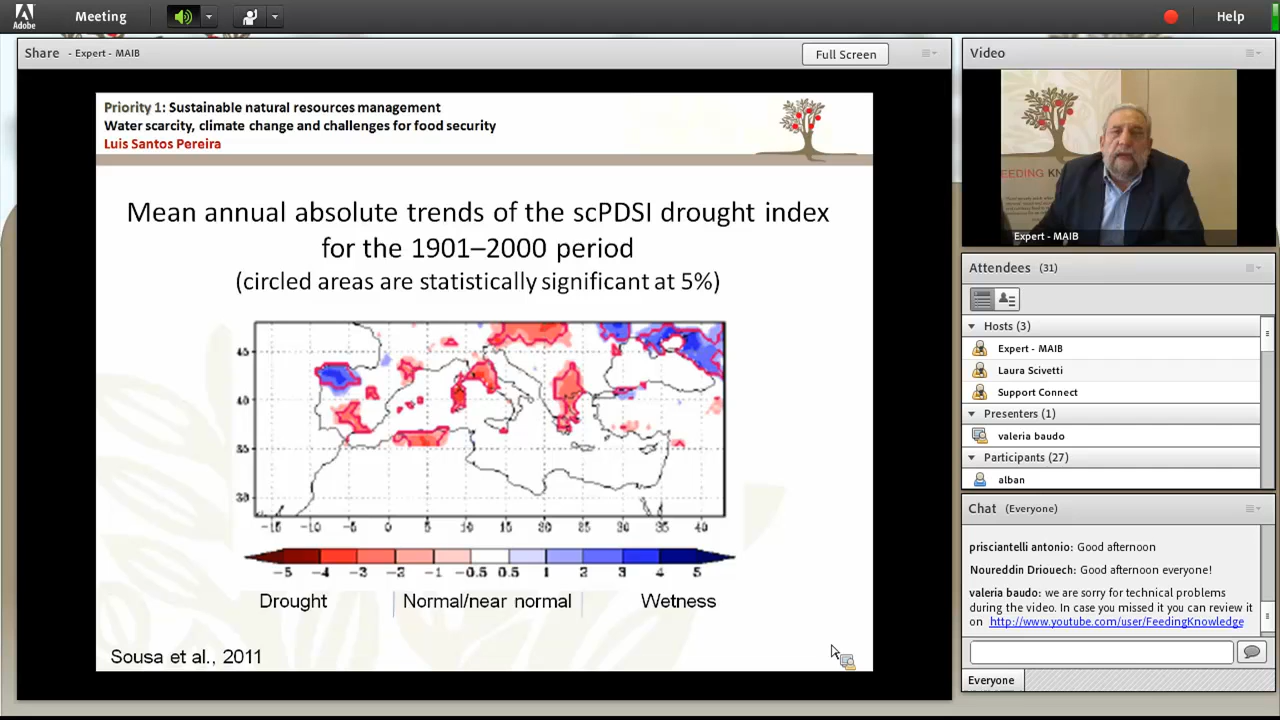 Adobe
Meeting
Help
Share - Expert - MAIB
Full Screen
Priority 1: Sustainable natural resources management
Water scarcity, climate change and challenges for food security
Luis Santos Pereira
Mean annual absolute trends of the scPDSI drought index
for the 1901–2000 period
(circled areas are statistically significant at 5%)
45
40
35
30
-15 -10 -5 0 5 10 15 20 25 30 35 40
-5 -4 -3 -2 -1 -0.5 0.5 1 2 3 4 5
Drought Normal/near normal Wetness
Sousa et al., 2011
Video
EEDING KN
Expert - MAIB
Attendees (31)
Hosts (3)
Expert - MAIB
Laura Scivetti
Support Connect
Presenters (1)
valeria baudo
Participants (27)
alban
Chat (Everyone)
prisciantelli antonio: Good afternoon
Noureddin Driouech: Good afternoon everyone!
valeria baudo: we are sorry for technical problems
during the video. In case you missed it you can review it
on http://www.youtube.com/user/FeedingKnowledge
Everyone